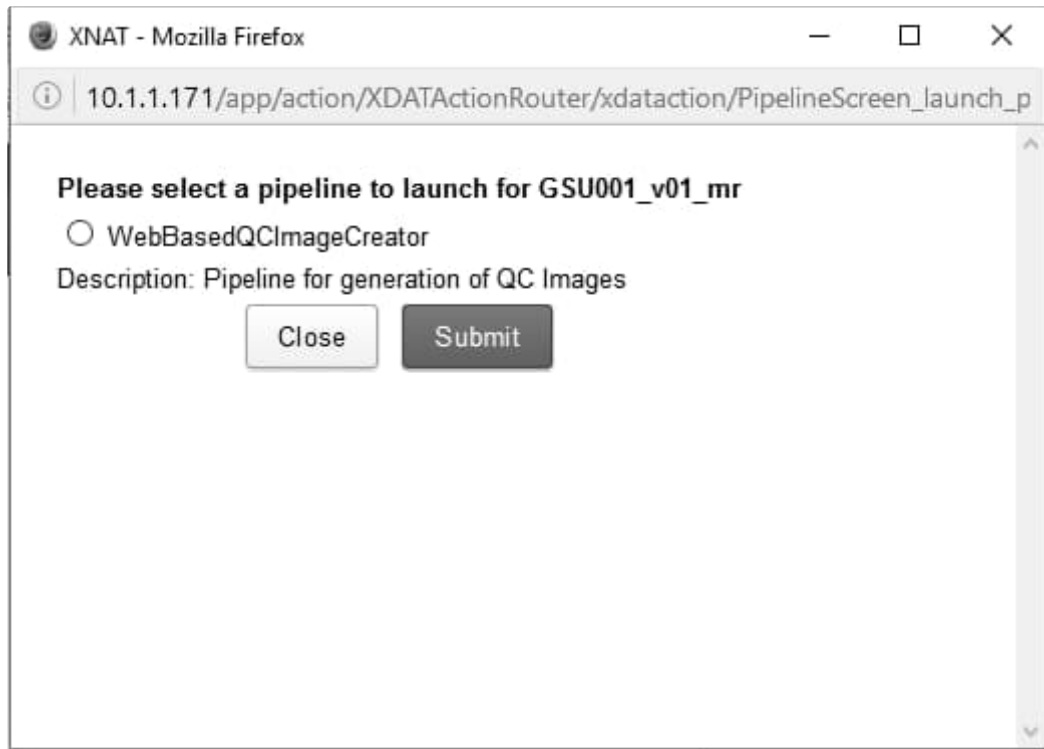 XNAT - Mozilla Firefox
10.1.1.171/app/action/XDATActionRouter/xdataction/PipelineScreen_launch_p
Please select a pipeline to launch for GSU001_v01_mr
WebBasedQCImageCreator
Description: Pipeline for generation of QC Images
Close Submit